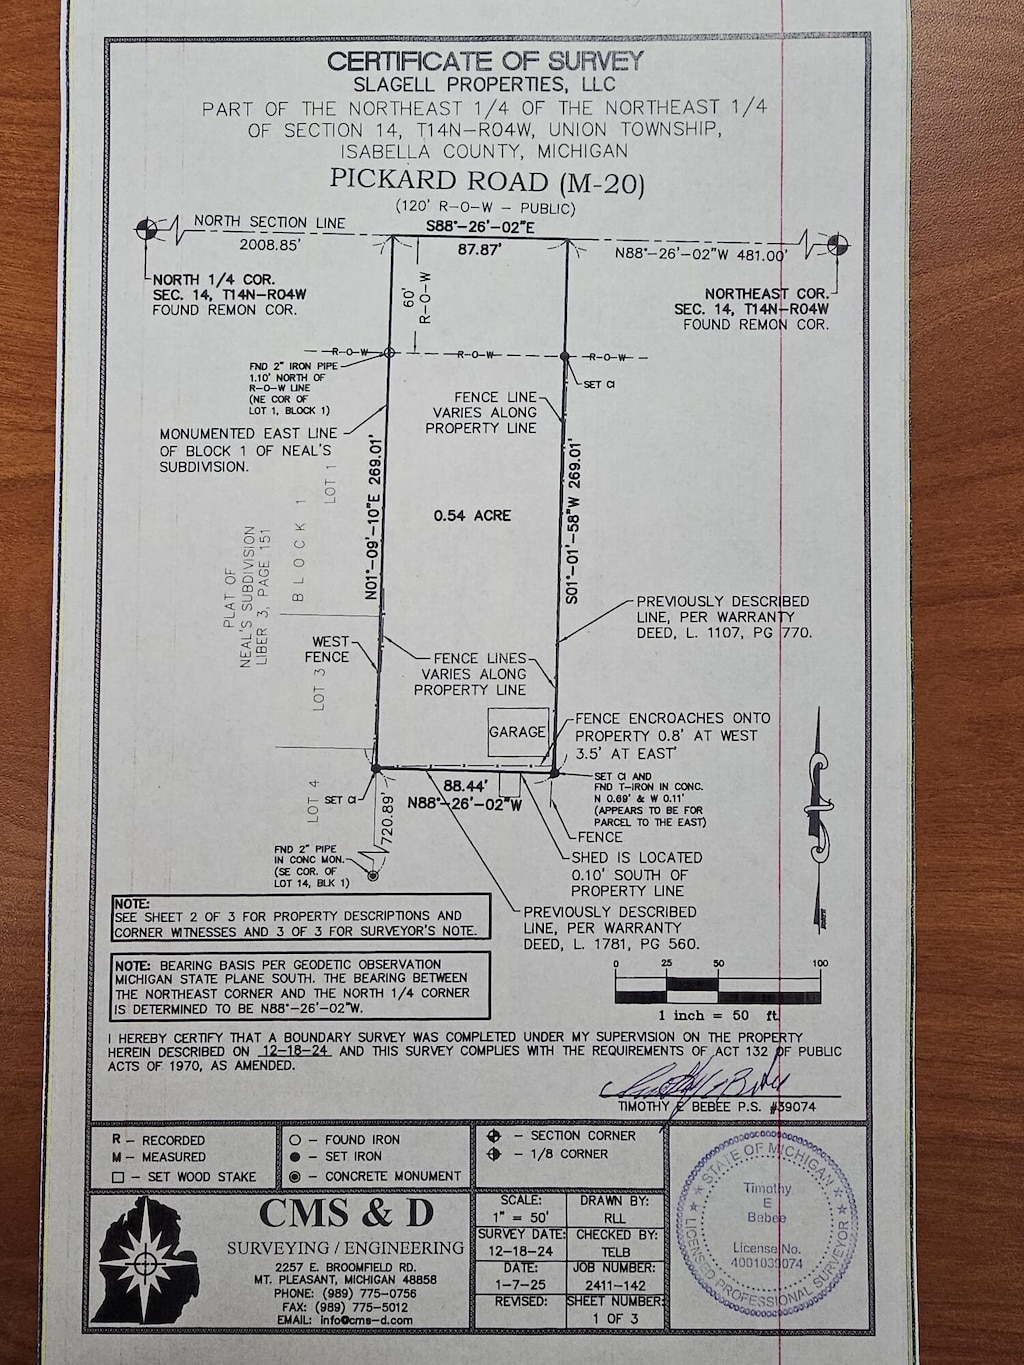 CERTIFICATE OF SURVEY
SLAGELL PROPERTIES, LLC
PART OF THE NORTHEAST 1/4 OF THE NORTHEAST 1/4
OF SECTION 14, T14N-R04W, UNION TOWNSHIP,
ISABELLA COUNTY, MICHIGAN
PICKARD ROAD (M-20)
(120' R-O-W - PUBLIC)
NORTH SECTION LINE
2008.85'
S88°-26'-02"E
87.87'
N88°-26'-02"W 481.00'
NORTH 1/4 COR.
SEC. 14, T14N-R04W
FOUND REMON COR.
NORTHEAST COR.
SEC. 14, T14N-R04W
FOUND REMON COR.
60'
R-O-W
R-O-W
R-O-W
R-O-W
FND 2" IRON PIPE
1.10' NORTH OF
R-O-W LINE
(NE COR OF
LOT 1, BLOCK 1)
SET CI
FENCE LINE
VARIES ALONG
PROPERTY LINE
MONUMENTED EAST LINE
OF BLOCK 1 OF NEAL'S
SUBDIVISION.
LOT 1
BLOCK 1
PLAT OF
NEAL'S SUBDIVISION
LIBER 3, PAGE 151
N01°-09'-10"E 269.01'
0.54 ACRE
S01°-01'-58"W 269.01'
PREVIOUSLY DESCRIBED
LINE, PER WARRANTY
DEED, L. 1107, PG 770.
WEST
FENCE
LOT 3
FENCE LINES
VARIES ALONG
PROPERTY LINE
GARAGE
FENCE ENCROACHES ONTO
PROPERTY 0.8' AT WEST
3.5' AT EAST
LOT 4
SET CI
88.44'
N88°-26'-02"W
720.89'
SET CI AND
FND T-IRON IN CONC.
N 0.69' & W 0.11'
(APPEARS TO BE FOR
PARCEL TO THE EAST)
FENCE
FND 2" PIPE
IN CONC MON.
(SE COR. OF
LOT 14, BLK 1)
SHED IS LOCATED
0.10' SOUTH OF
PROPERTY LINE
PREVIOUSLY DESCRIBED
LINE, PER WARRANTY
DEED, L. 1781, PG 560.
NOTE:
SEE SHEET 2 OF 3 FOR PROPERTY DESCRIPTIONS AND
CORNER WITNESSES AND 3 OF 3 FOR SURVEYOR'S NOTE.
NOTE: BEARING BASIS PER GEODETIC OBSERVATION
MICHIGAN STATE PLANE SOUTH. THE BEARING BETWEEN
THE NORTHEAST CORNER AND THE NORTH 1/4 CORNER
IS DETERMINED TO BE N88°-26'-02"W.
0 25 50 100
1 inch = 50 ft.
I HEREBY CERTIFY THAT A BOUNDARY SURVEY WAS COMPLETED UNDER MY SUPERVISION ON THE PROPERTY
HEREIN DESCRIBED ON 12-18-24 AND THIS SURVEY COMPLIES WITH THE REQUIREMENTS OF ACT 132 OF PUBLIC
ACTS OF 1970, AS AMENDED.
TIMOTHY E BEBEE P.S. #39074
R - RECORDED
M - MEASURED
- SET WOOD STAKE
- FOUND IRON
- SET IRON
- CONCRETE MONUMENT
- SECTION CORNER
- 1/8 CORNER
CMS & D
SURVEYING / ENGINEERING
2257 E. BROOMFIELD RD.
MT. PLEASANT, MICHIGAN 48858
PHONE: (989) 775-0756
FAX: (989) 775-5012
EMAIL: info@cms-d.com
SCALE:
1" = 50'
DRAWN BY:
RLL
SURVEY DATE:
12-18-24
CHECKED BY:
TELB
DATE:
1-7-25
JOB NUMBER:
2411-142
REVISED:
SHEET NUMBER:
1 OF 3
STATE OF MICHIGAN
Timothy
E
Bebee
License No.
4001039074
LICENSED PROFESSIONAL SURVEYOR